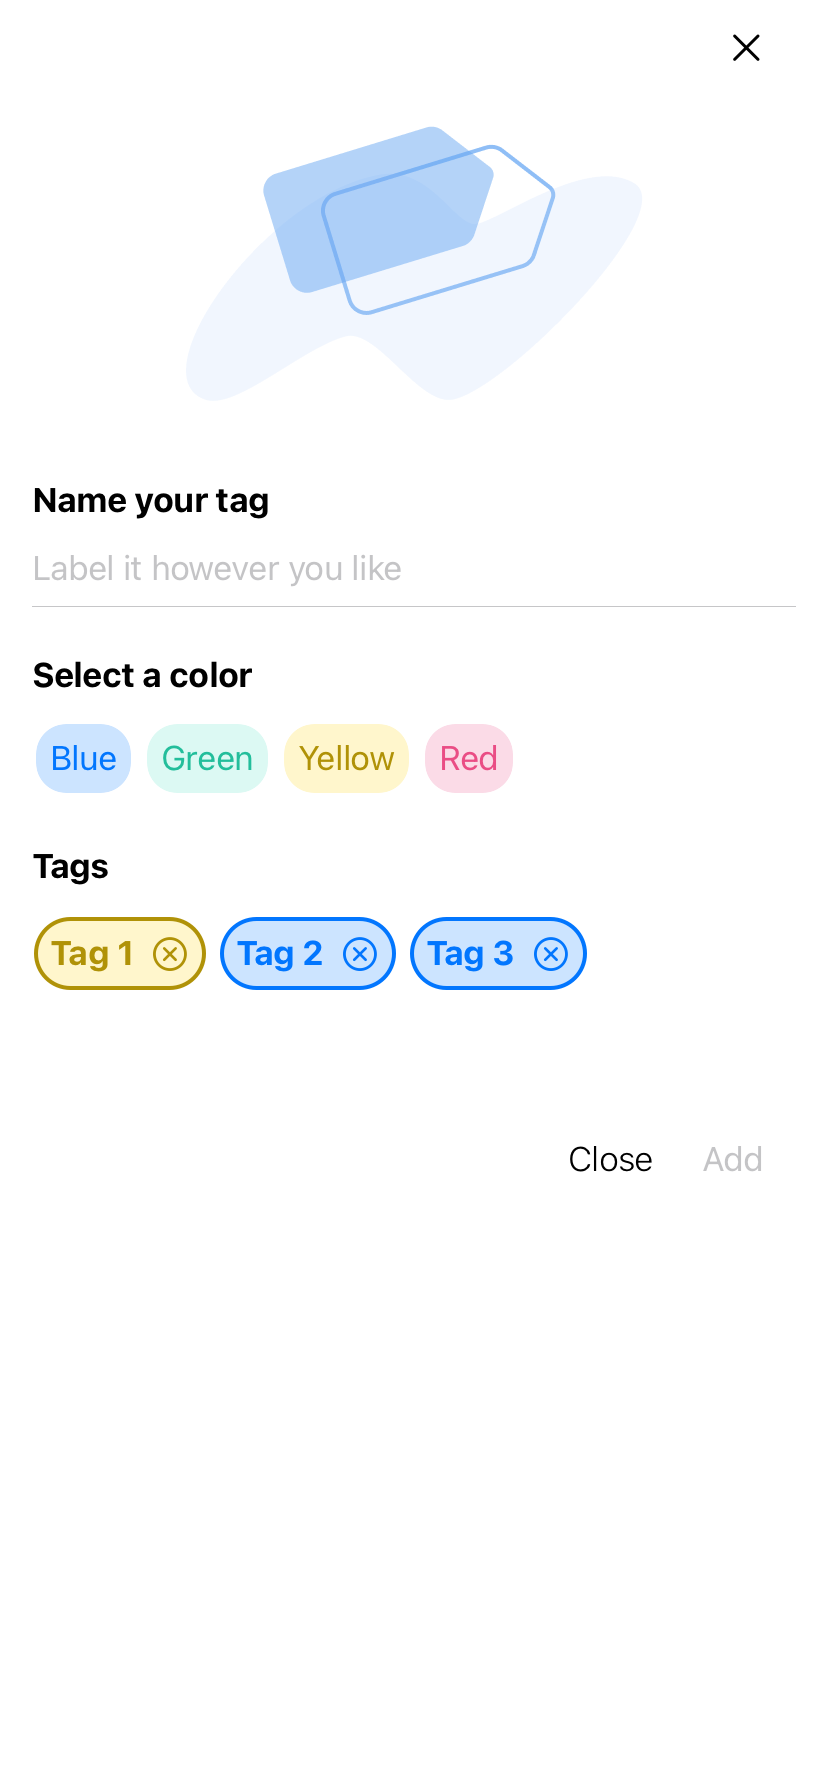 Name your tag
Label it however you like
Select a color
Blue Green Yellow Red
Tags
Tag 1 Tag 2 Tag 3
Close Add